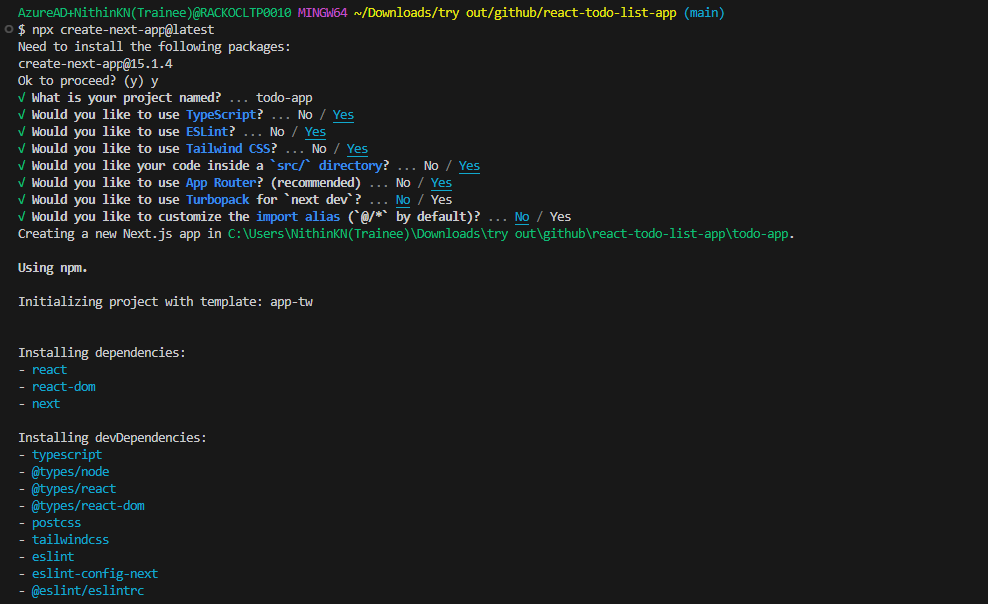 AzureAD+NithinKN(Trainee)@RACKOCLTP0010 MINGW64 ~/Downloads/try out/github/react-todo-list-app (main)
$ npx create-next-app@latest
Need to install the following packages:
create-next-app@15.1.4
Ok to proceed? (y) y
√ What is your project named? ... todo-app
√ Would you like to use TypeScript? ... No / Yes
√ Would you like to use ESLint? ... No / Yes
√ Would you like to use Tailwind CSS? ... No / Yes
√ Would you like your code inside a `src/` directory? ... No / Yes
√ Would you like to use App Router? (recommended) ... No / Yes
√ Would you like to use Turbopack for `next dev`? ... No / Yes
√ Would you like to customize the import alias (`@/*` by default)? ... No / Yes
Creating a new Next.js app in C:\Users\NithinKN(Trainee)\Downloads\try out\github\react-todo-list-app\todo-app.
Using npm.
Initializing project with template: app-tw
Installing dependencies:
- react
- react-dom
- next
Installing devDependencies:
- typescript
- @types/node
- @types/react
- @types/react-dom
- postcss
- tailwindcss
- eslint
- eslint-config-next
- @eslint/eslintrc